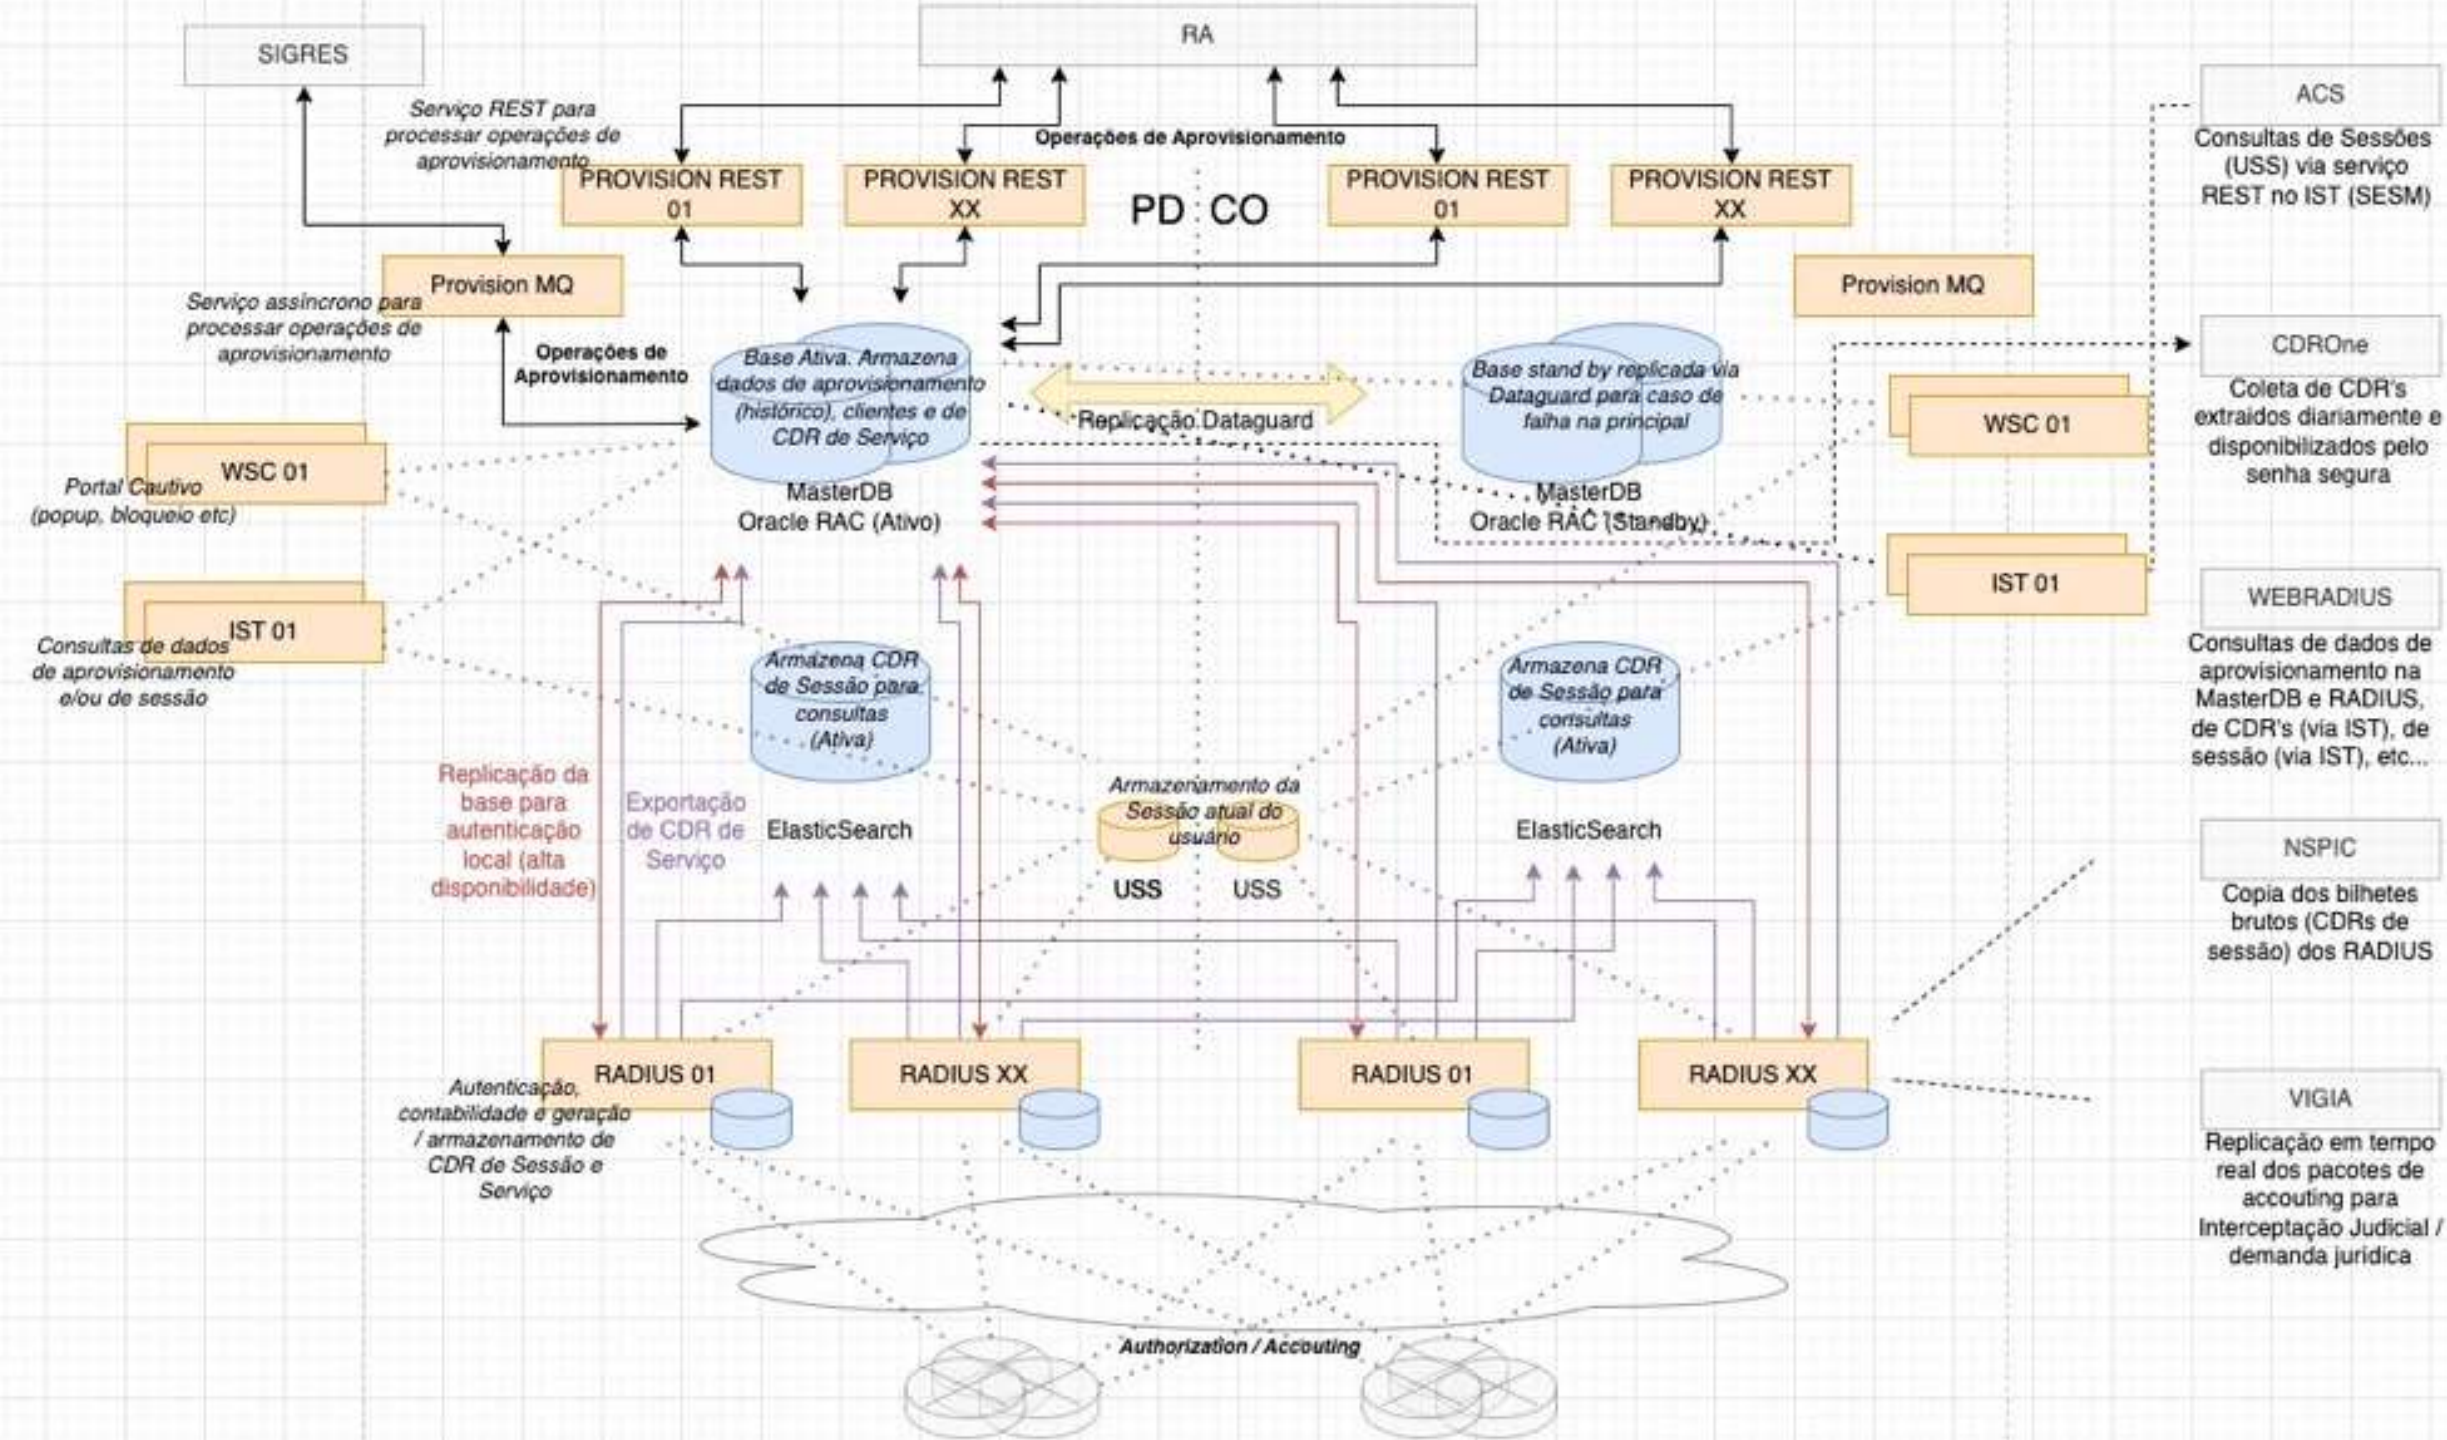 SIGRES
RA
Serviço REST para
processar operações de
aprovisionamento
Operações de Aprovisionamento
PROVISION REST
01
PROVISION REST
XX
PD
CO
PROVISION REST
01
PROVISION REST
XX
ACS
Consultas de Sessões
(USS) via serviço
REST no IST (SESM)
Provision MQ
Serviço assíncrono para
processar operações de
aprovisionamento
Operações de
Aprovisionamento
Provision MQ
Base Ativa. Armazena
dados de aprovisionamento
(histórico), clientes e de
CDR de Serviço
MasterDB
Oracle RAC (Ativo)
Replicação Dataguard
Base stand by replicada via
Dataguard para caso de
falha na principal
MasterDB
Oracle RAC (Standby)
CDROne
Coleta de CDR's
extraidos diariamente e
disponibilizados pelo
senha segura
WSC 01
Portal Cautivo
(popup, bloqueio etc)
WSC 01
IST 01
Consultas de dados
de aprovisionamento
e/ou de sessão
IST 01
WEBRADIUS
Consultas de dados de
aprovisionamento na
MasterDB e RADIUS,
de CDR's (via IST), de
sessão (via IST), etc...
Armazena CDR
de Sessão para
consultas
(Ativa)
ElasticSearch
Armazena CDR
de Sessão para
consultas
(Ativa)
ElasticSearch
Replicação da
base para
autenticação
local (alta
disponibilidade)
Exportação
de CDR de
Serviço
Armazenamento da
Sessão atual do
usuário
USS
USS
NSPIC
Copia dos bilhetes
brutos (CDRs de
sessão) dos RADIUS
RADIUS 01
RADIUS XX
RADIUS 01
RADIUS XX
Autenticação,
contabilidade e geração
/ armazenamento de
CDR de Sessão e
Serviço
VIGIA
Replicação em tempo
real dos pacotes de
accouting para
Interceptação Judicial /
demanda jurídica
Authorization / Accouting